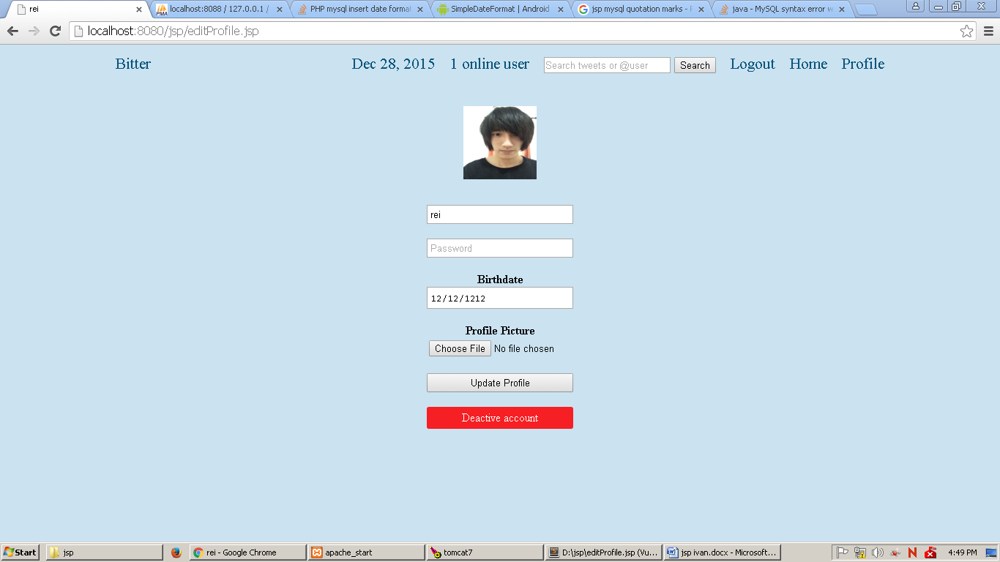 rei
localhost:8088 / 127.0.0.1 /
PHP mysql insert date format
SimpleDateFormat | Android
jsp mysql quotation marks -
java - MySQL syntax error
localhost:8080/jsp/editProfile.jsp
Bitter
Dec 28, 2015
1 online user
Search tweets or @user
Search
Logout
Home
Profile
rei
Password
Birthdate
12/12/1212
Profile Picture
Choose File No file chosen
Update Profile
Deactive account
Start
jsp
rei - Google Chrome
apache_start
tomcat7
D:\jsp\editProfile.jsp (Vu...
jsp ivan.docx - Microsoft...
4:49 PM